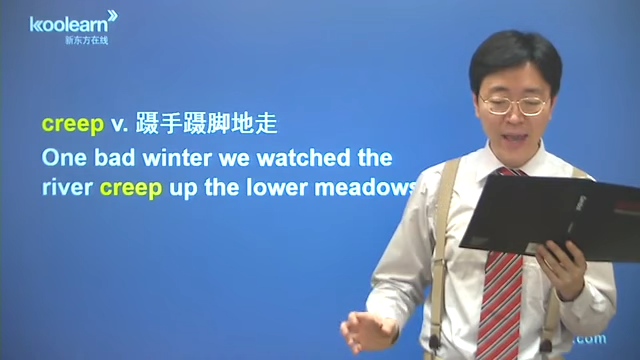 koolearn
新东方在线
creep v. 蹑手蹑脚地走
One bad winter we watched the
river creep up the lower meadows
.com